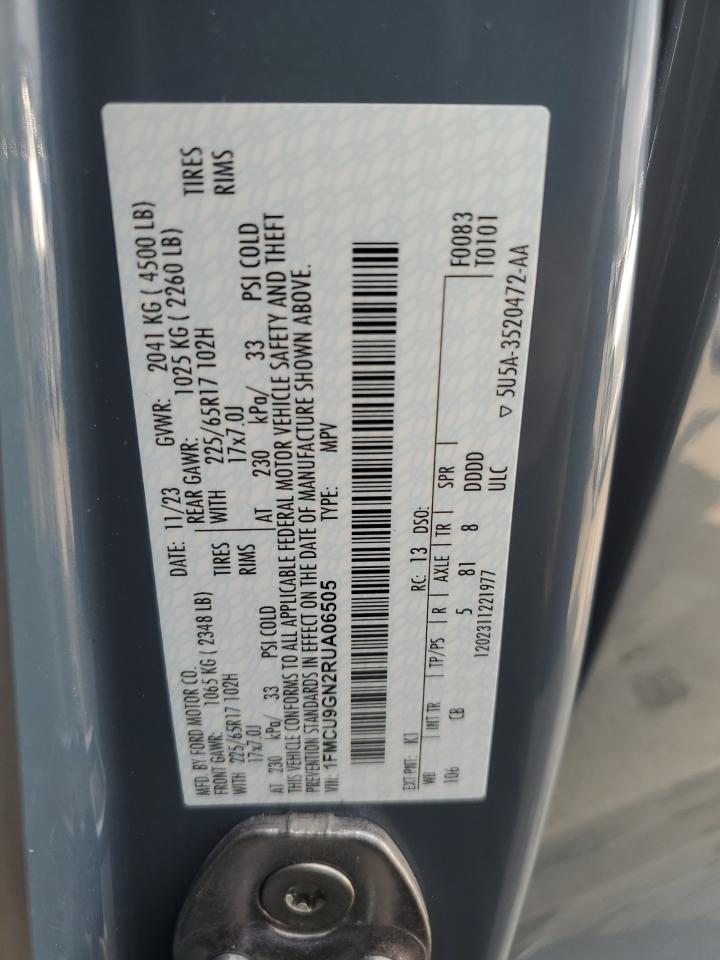 MFD. BY FORD MOTOR CO.
DATE: 11/23 GVWR: 2041 KG ( 4500 LB)
FRONT GAWR: 1065 KG ( 2348 LB) REAR GAWR: 1025 KG ( 2260 LB)
WITH 225/65R17 102H TIRES WITH 225/65R17 102H TIRES
17x7.0J RIMS 17x7.0J RIMS
AT 230 kPa/ 33 PSI COLD AT 230 kPa/ 33 PSI COLD
THIS VEHICLE CONFORMS TO ALL APPLICABLE FEDERAL MOTOR VEHICLE SAFETY AND THEFT
PREVENTION STANDARDS IN EFFECT ON THE DATE OF MANUFACTURE SHOWN ABOVE.
VIN: 1FMCU9GN2RUA06505 TYPE: MPV
EXT PNT: K1 RC: 13 DSO: F0083
WB INT TR TP/PS R AXLE TR SPR T0101
106 CB 5 81 8 DDDD
1202311221977 ULC
▽ 5U5A-3520472-AA